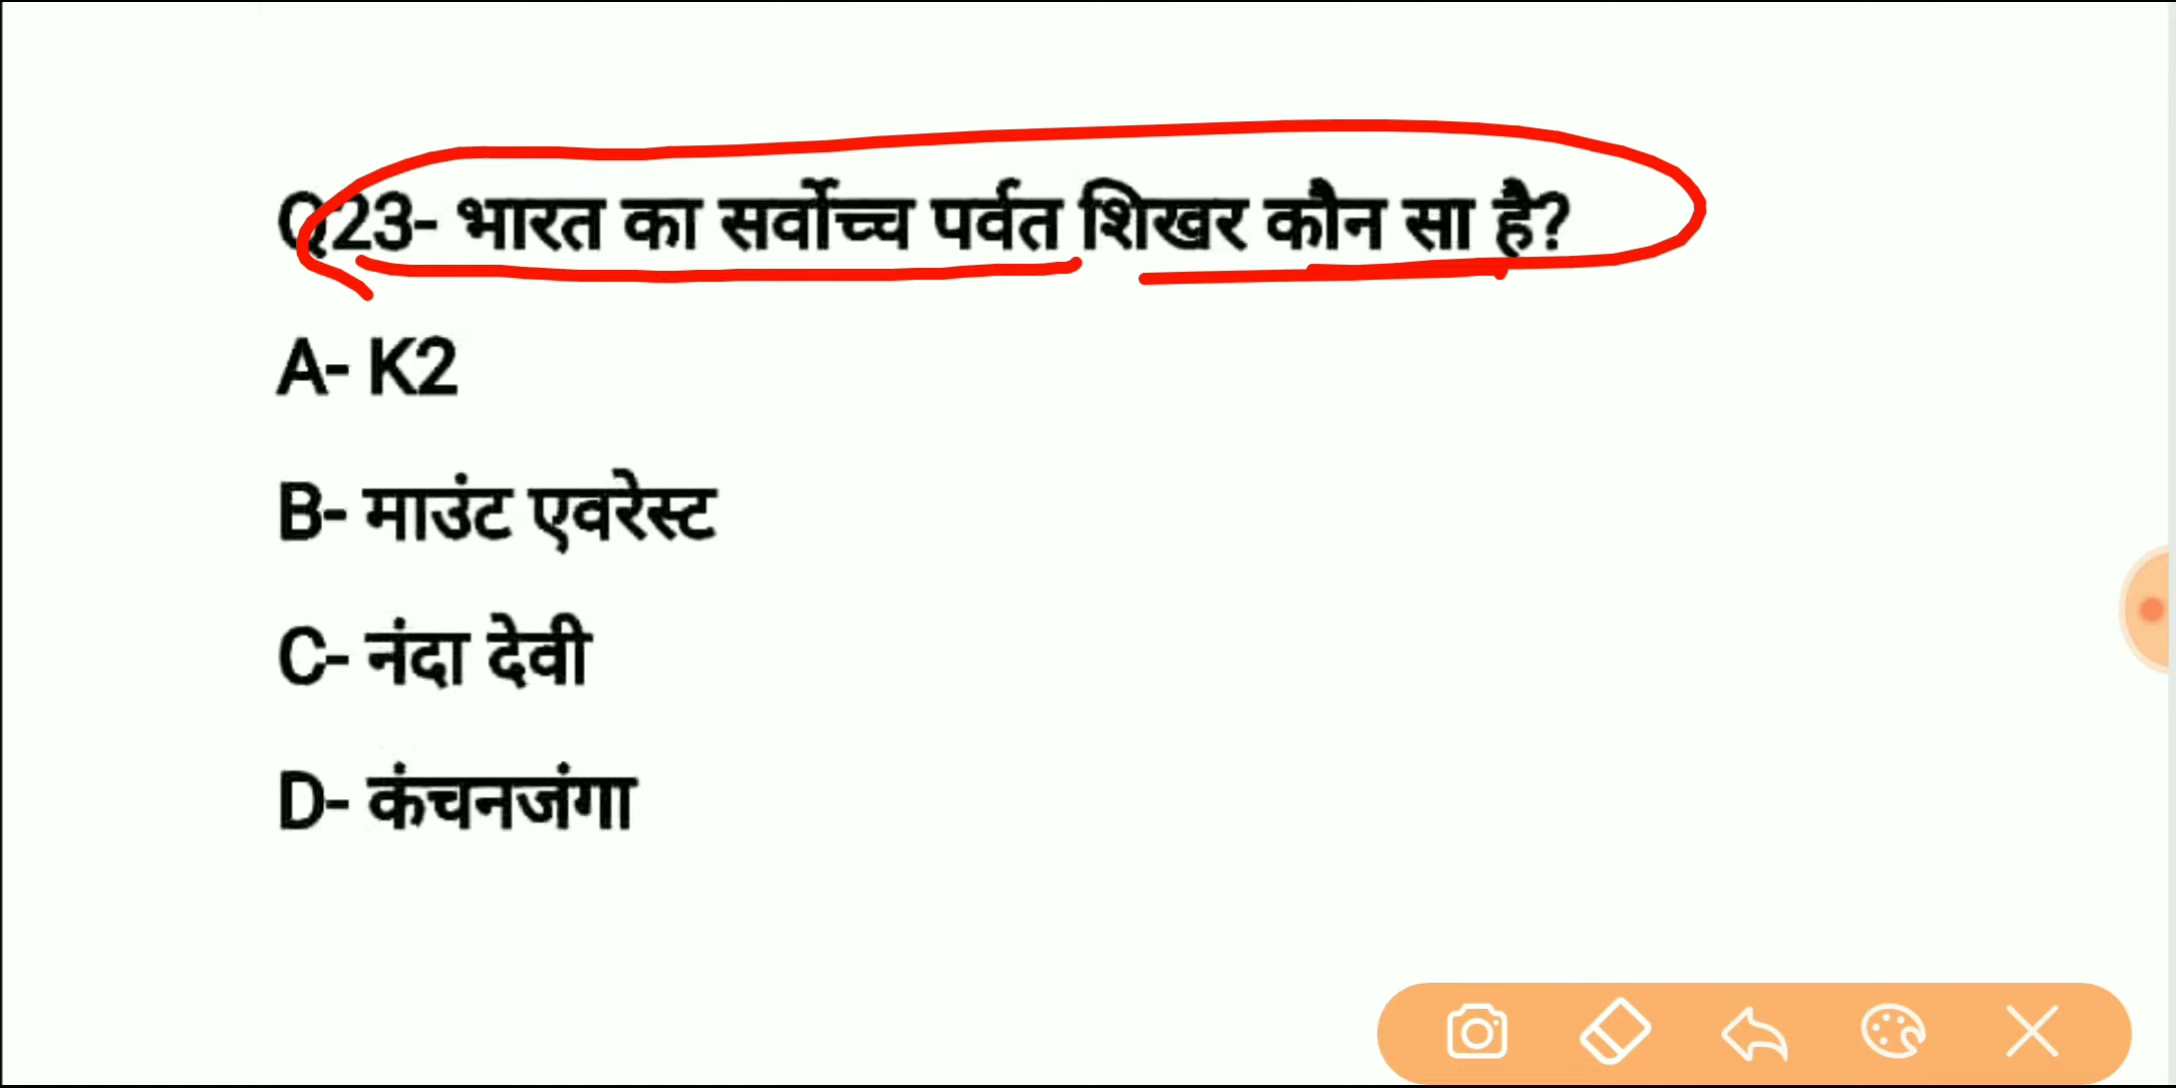 Q23- भारत का सर्वोच्च पर्वत शिखर कौन सा है?
A- K2
B- माउंट एवरेस्ट
C- नंदा देवी
D- कंचनजंगा